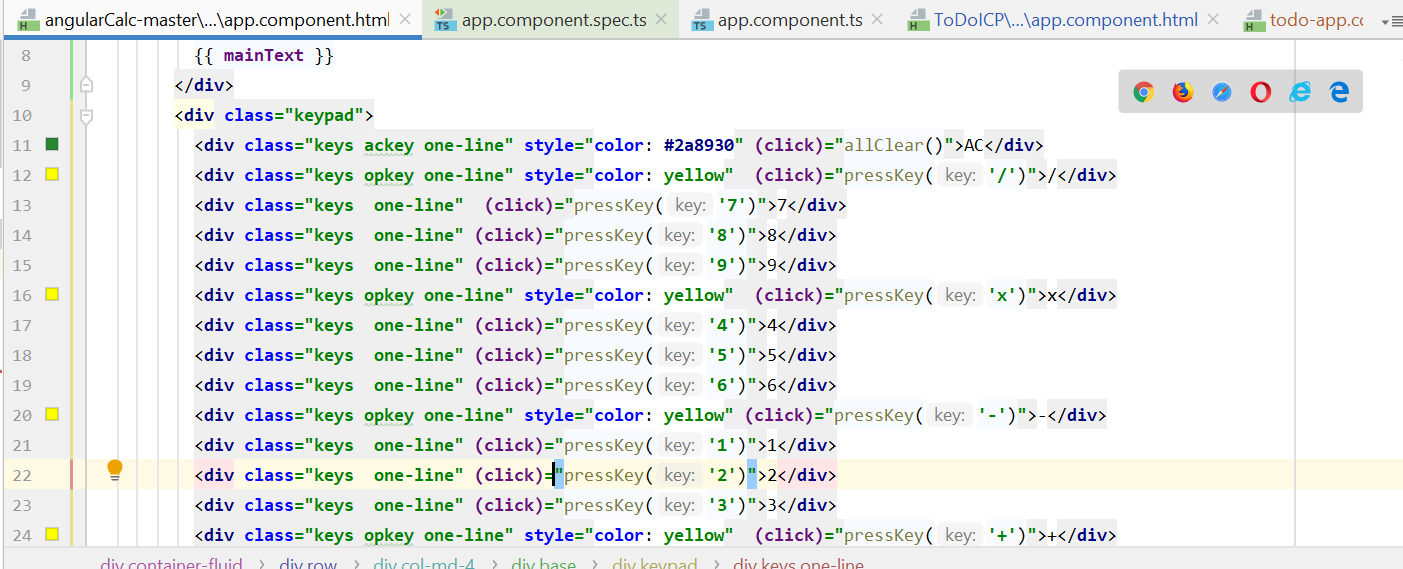 angularCalc-master\...\app.component.html app.component.spec.ts app.component.ts ToDoICP\...\app.component.html todo-app.co
8 {{ mainText }}
9 </div>
10 <div class="keypad">
11 <div class="keys ackey one-line" style="color: #2a8930" (click)="allClear()">AC</div>
12 <div class="keys opkey one-line" style="color: yellow"  (click)="pressKey( key: '/')">/</div>
13 <div class="keys  one-line"  (click)="pressKey( key: '7')">7</div>
14 <div class="keys  one-line" (click)="pressKey( key: '8')">8</div>
15 <div class="keys  one-line" (click)="pressKey( key: '9')">9</div>
16 <div class="keys opkey one-line" style="color: yellow"  (click)="pressKey( key: 'x')">x</div>
17 <div class="keys  one-line" (click)="pressKey( key: '4')">4</div>
18 <div class="keys  one-line" (click)="pressKey( key: '5')">5</div>
19 <div class="keys  one-line" (click)="pressKey( key: '6')">6</div>
20 <div class="keys opkey one-line" style="color: yellow" (click)="pressKey( key: '-')">-</div>
21 <div class="keys  one-line" (click)="pressKey( key: '1')">1</div>
22 <div class="keys  one-line" (click)="pressKey( key: '2')">2</div>
23 <div class="keys  one-line" (click)="pressKey( key: '3')">3</div>
24 <div class="keys opkey one-line" style="color: yellow"  (click)="pressKey( key: '+')">+</div>
div.container-fluid > div.row > div.col-md-4 > div.base > div.keypad > div.keys.one-line